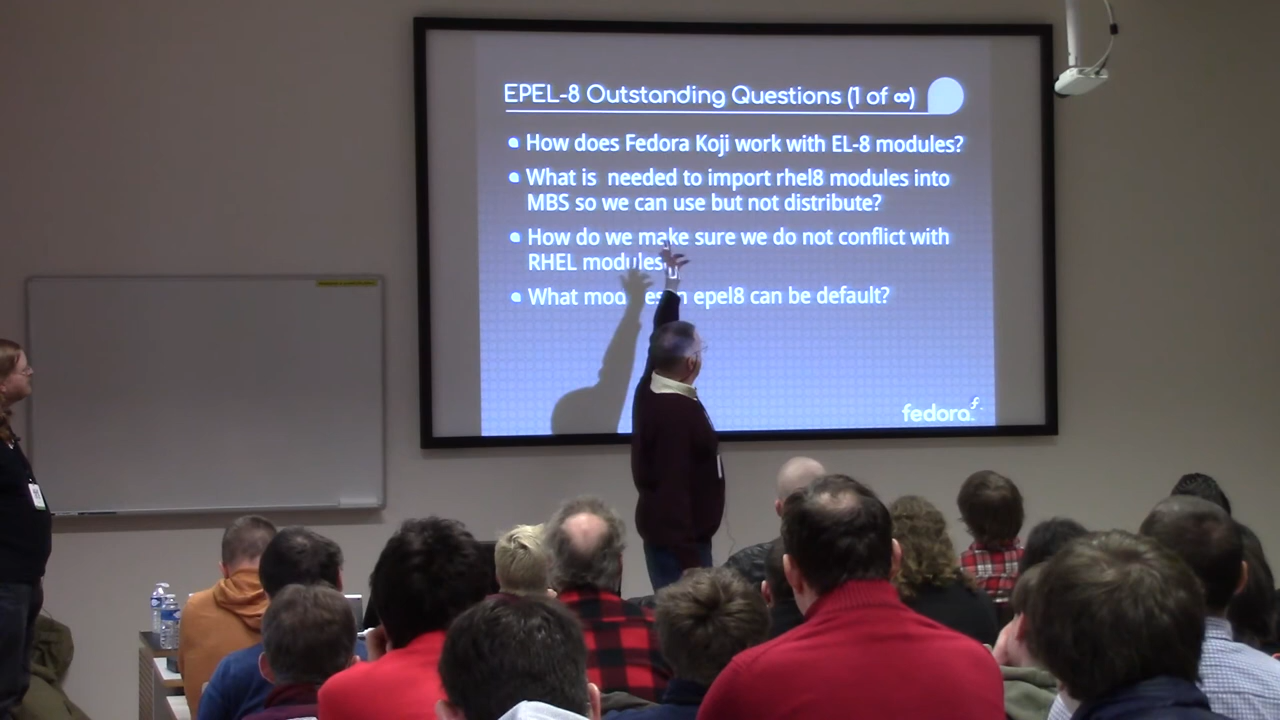 EPEL-8 Outstanding Questions (1 of ∞)
How does Fedora Koji work with EL-8 modules?
What is needed to import rhel8 modules into
MBS so we can use but not distribute?
How do we make sure we do not conflict with
RHEL modules
What epel8 can be default?
fedora